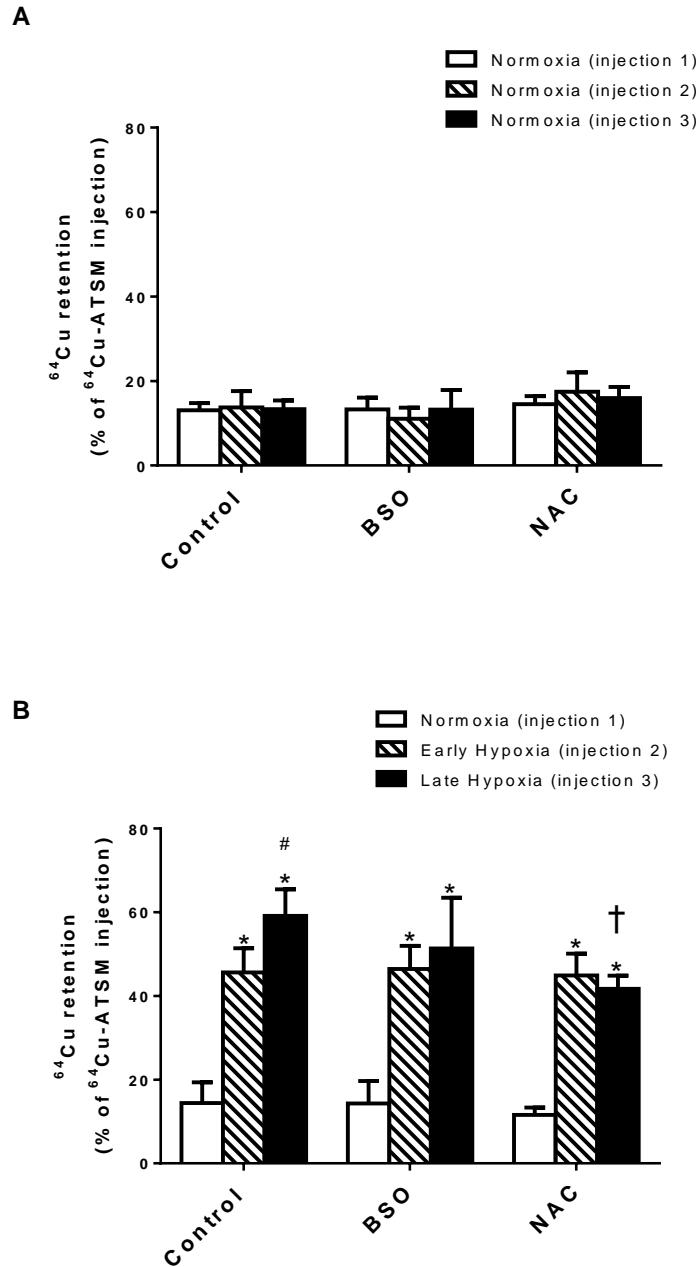 A
Normoxia (injection 1)
Normoxia (injection 2)
Normoxia (injection 3)
⁶⁴Cu retention
(% of ⁶⁴Cu-ATSM injection)
80
60
40
20
0
Control
BSO
NAC
B
Normoxia (injection 1)
Early Hypoxia (injection 2)
Late Hypoxia (injection 3)
⁶⁴Cu retention
(% of ⁶⁴Cu-ATSM injection)
80
60
40
20
0
#
* * * * † * *
Control
BSO
NAC